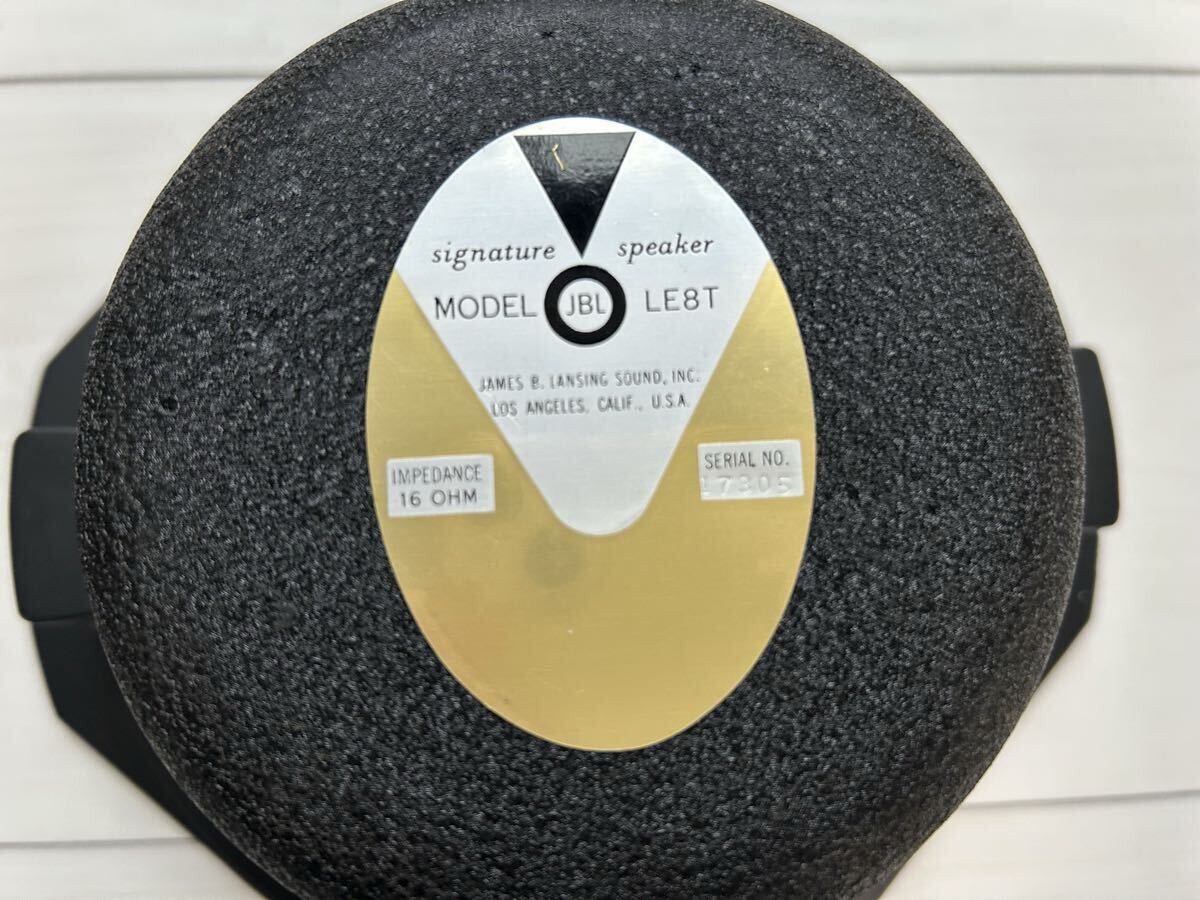 signature speaker
MODEL JBL LE8T
JAMES B. LANSING SOUND, INC.
LOS ANGELES, CALIF., U.S.A.
IMPEDANCE
16 OHM
SERIAL NO.
17305